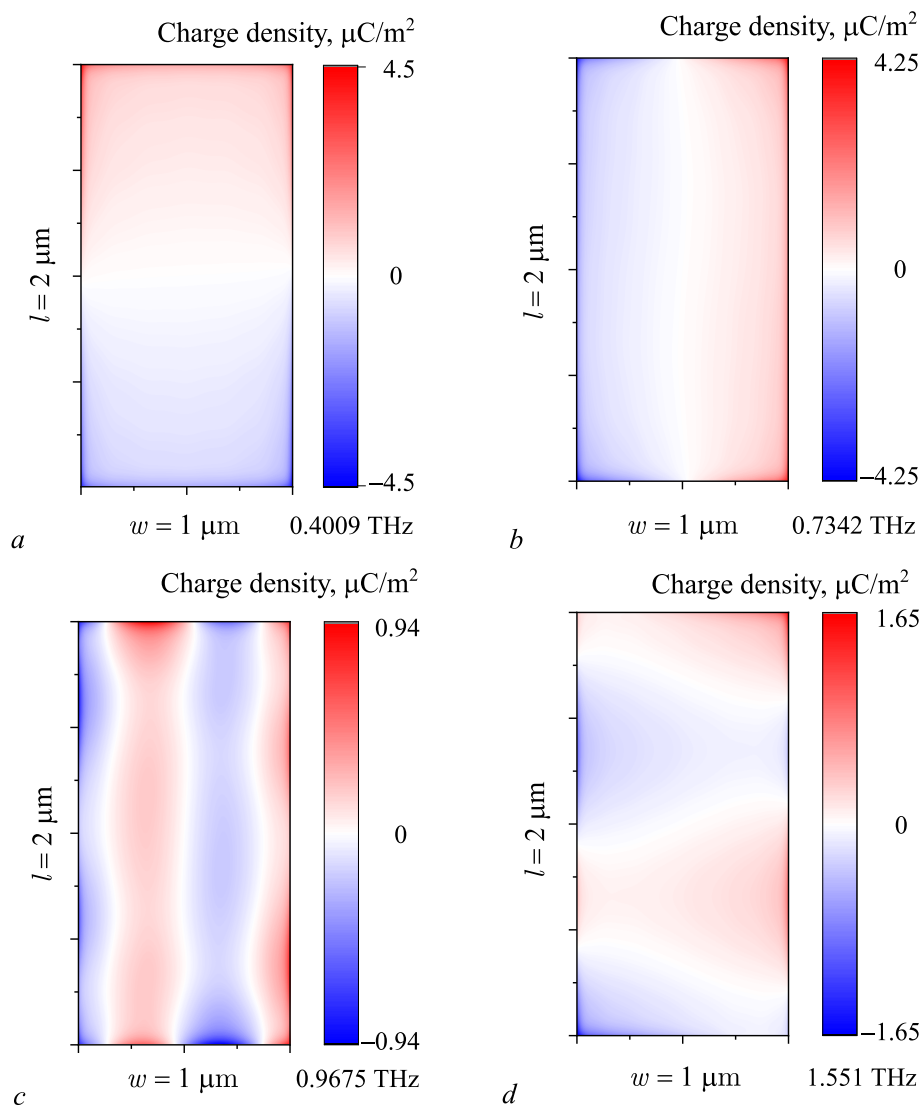 Charge density, μC/m²
4.5
0
−4.5
l = 2 μm
w = 1 μm
0.4009 THz
a
Charge density, μC/m²
4.25
0
−4.25
l = 2 μm
w = 1 μm
0.7342 THz
b
Charge density, μC/m²
0.94
0
−0.94
l = 2 μm
w = 1 μm
0.9675 THz
c
Charge density, μC/m²
1.65
0
−1.65
l = 2 μm
w = 1 μm
1.551 THz
d